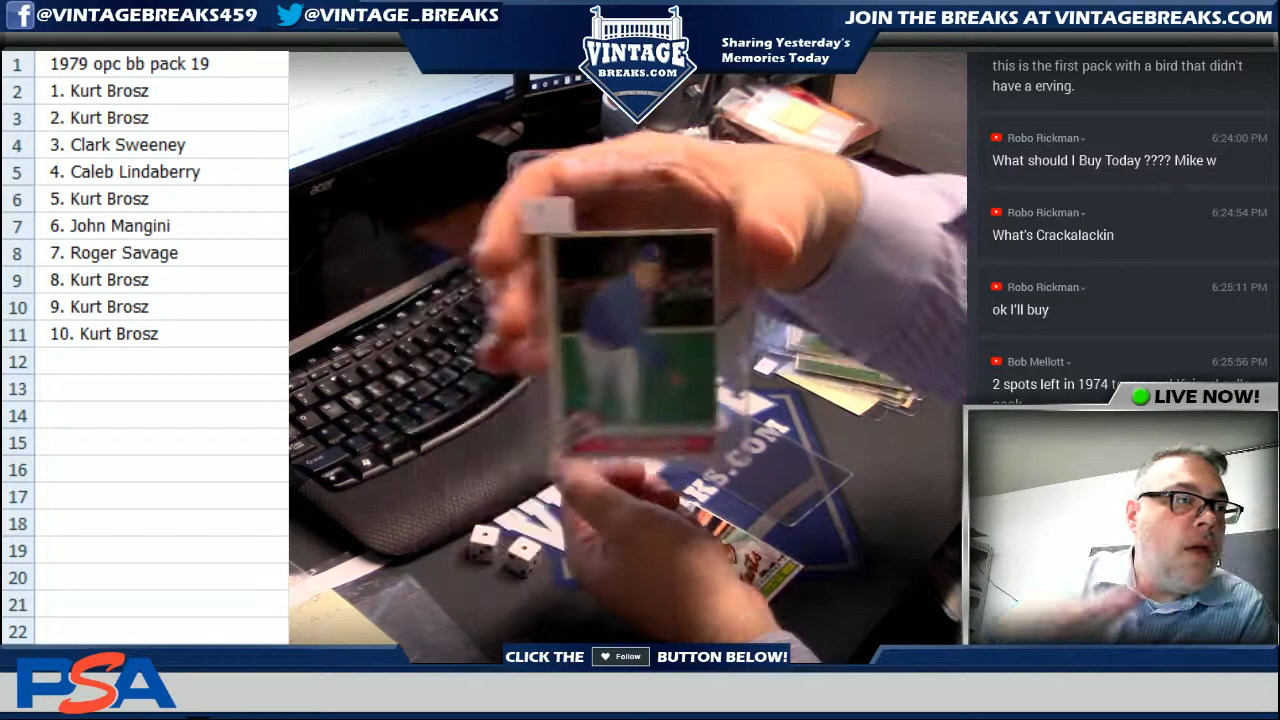 @VINTAGEBREAKS459
@VINTAGE_BREAKS
JOIN THE BREAKS AT VINTAGEBREAKS.COM
VINTAGE
BREAKS.COM
Sharing Yesterday's
Memories Today
1 1979 opc bb pack 19
2 1. Kurt Brosz
3 2. Kurt Brosz
4 3. Clark Sweeney
5 4. Caleb Lindaberry
6 5. Kurt Brosz
7 6. John Mangini
8 7. Roger Savage
9 8. Kurt Brosz
10 9. Kurt Brosz
11 10. Kurt Brosz
12
13
14
15
16
17
18
19
20
21
22
acer
this is the first pack with a bird that didn't
have a erving.
Robo Rickman 6:24:00 PM
What should I Buy Today ???? Mike w
Robo Rickman 6:24:54 PM
What's Crackalackin
Robo Rickman 6:25:11 PM
ok I'll buy
Bob Mellott 6:25:56 PM
2 spots left in 1974
LIVE NOW!
CLICK THE Follow BUTTON BELOW!
PSA